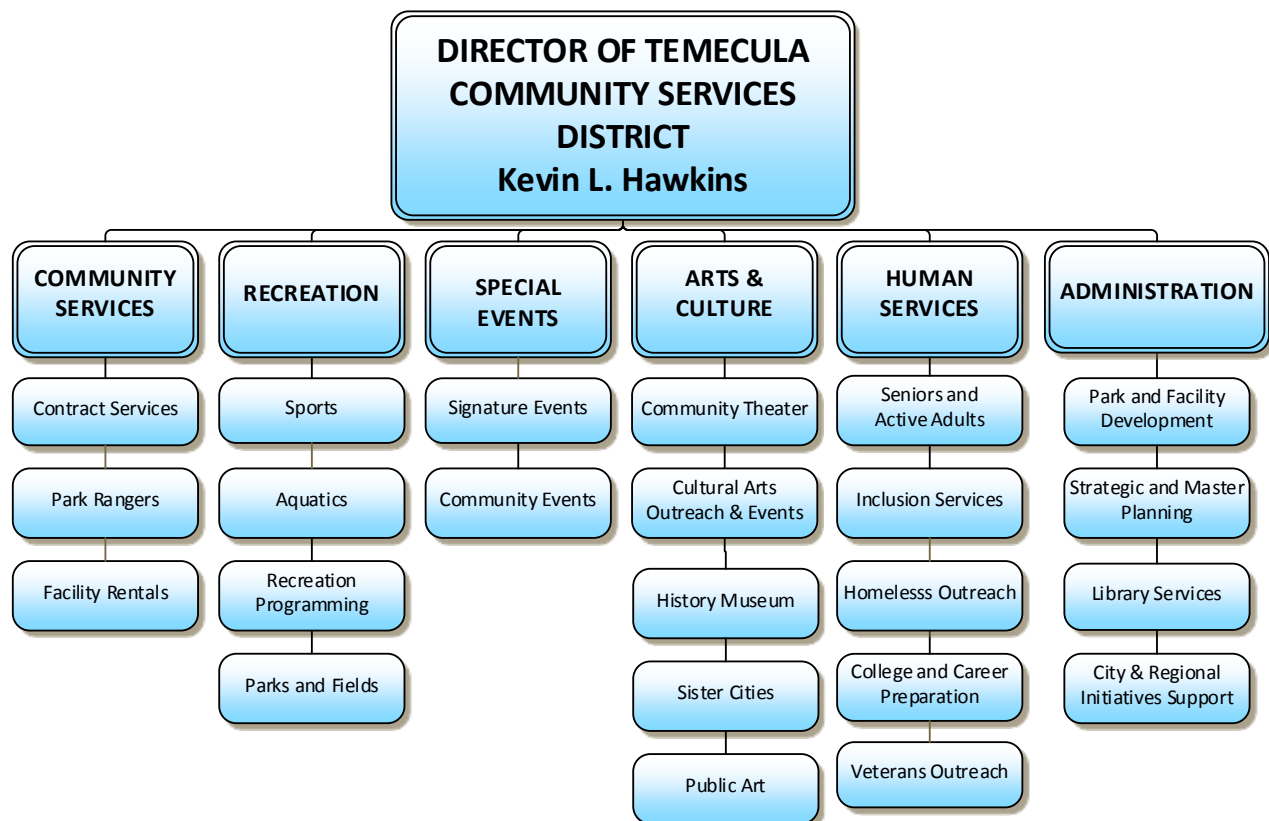 DIRECTOR OF TEMECULA
COMMUNITY SERVICES
DISTRICT
Kevin L. Hawkins
COMMUNITY
SERVICES
Contract Services
Park Rangers
Facility Rentals
RECREATION
Sports
Aquatics
Recreation
Programming
Parks and Fields
SPECIAL
EVENTS
Signature Events
Community Events
ARTS &
CULTURE
Community Theater
Cultural Arts
Outreach & Events
History Museum
Sister Cities
Public Art
HUMAN
SERVICES
Seniors and
Active Adults
Inclusion Services
Homelesss Outreach
College and Career
Preparation
Veterans Outreach
ADMINISTRATION
Park and Facility
Development
Strategic and Master
Planning
Library Services
City & Regional
Initiatives Support